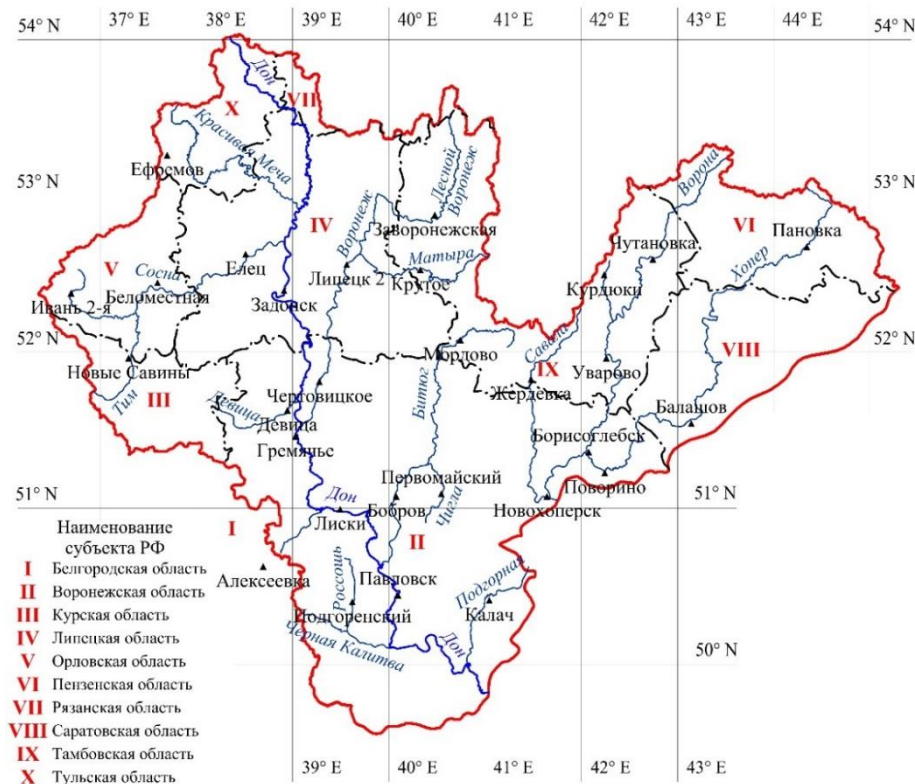 37° E 38° E 39° E 40° E 41° E 42° E 43° E 44° E
54° N 54° N
Дон
VII
X
Красивая Меча
Ефремов
Лесной Воронеж
Ворона
53° N 53° N
IV
Воронеж
Заворонежская
VI
Пановка
Чутановка
V
Сосна
Елец
Липецк 2
Матыра
Крутое
Хопер
Курдюки
Ивань 2-я
Беломестная
Задонск
52° N 52° N
Новые Савины
Мордово
Савала
IX
Уварово
VIII
Тим
III
Чертовицкое
Битюг
Жердевка
Балашов
Девица
Девица
Гремячье
Борисоглебск
Первомайский
Поворино
51° N 51° N
Дон
Бобров
Чигла
Новохоперск
I
Лиски
II
Наименование
субъекта РФ
Алексеевка
Россошь
Павловск
Подгорная
Подгоренский
Калач
Черная Калитва
Дон
50° N
I Белгородская область
II Воронежская область
III Курская область
IV Липецкая область
V Орловская область
VI Пензенская область
VII Рязанская область
VIII Саратовская область
IX Тамбовская область
X Тульская область
39° E 40° E 41° E 42° E 43° E